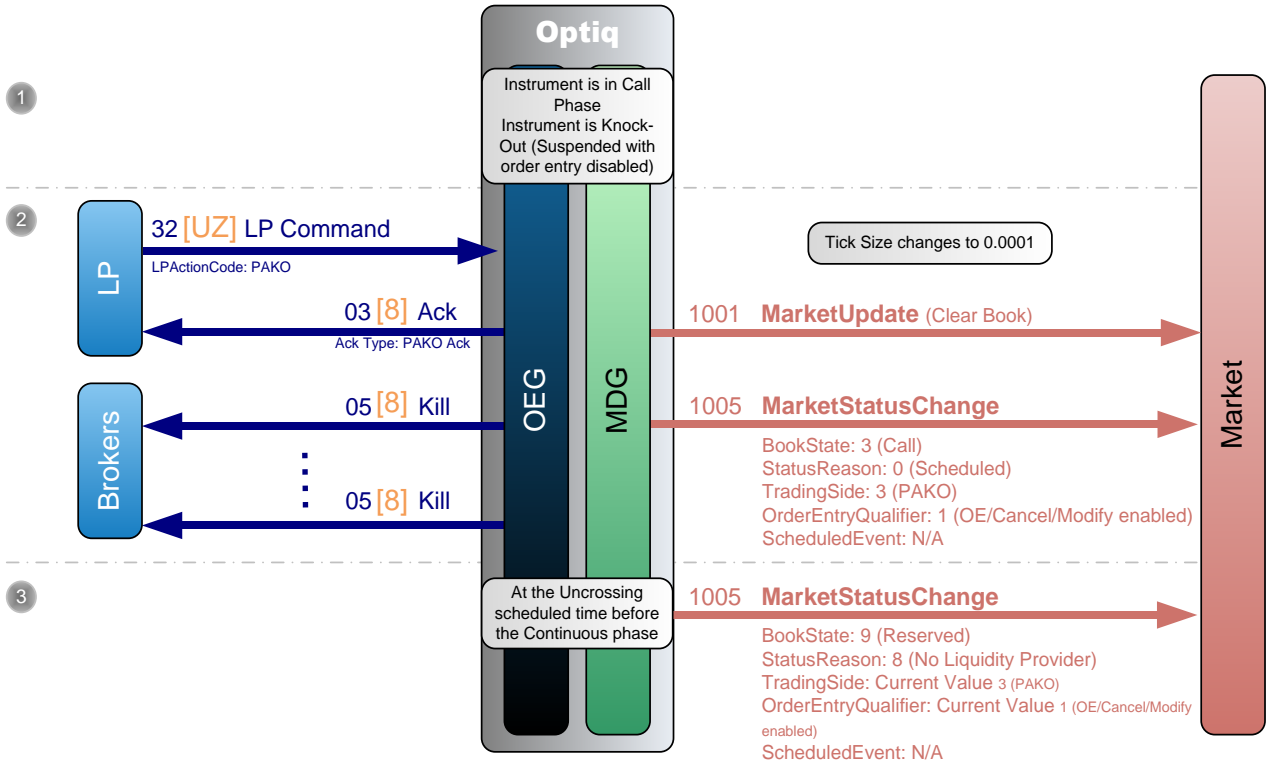 Optiq
1
Instrument is in Call
Phase
Instrument is Knock-
Out (Suspended with
order entry disabled)
2
LP
32 [UZ] LP Command
LPActionCode: PAKO
Tick Size changes to 0.0001
03 [8] Ack
Ack Type: PAKO Ack
1001 MarketUpdate (Clear Book)
OEG
MDG
Market
Brokers
05 [8] Kill
05 [8] Kill
1005 MarketStatusChange
BookState: 3 (Call)
StatusReason: 0 (Scheduled)
TradingSide: 3 (PAKO)
OrderEntryQualifier: 1 (OE/Cancel/Modify enabled)
ScheduledEvent: N/A
3
At the Uncrossing
scheduled time before
the Continuous phase
1005 MarketStatusChange
BookState: 9 (Reserved)
StatusReason: 8 (No Liquidity Provider)
TradingSide: Current Value 3 (PAKO)
OrderEntryQualifier: Current Value 1 (OE/Cancel/Modify
enabled)
ScheduledEvent: N/A